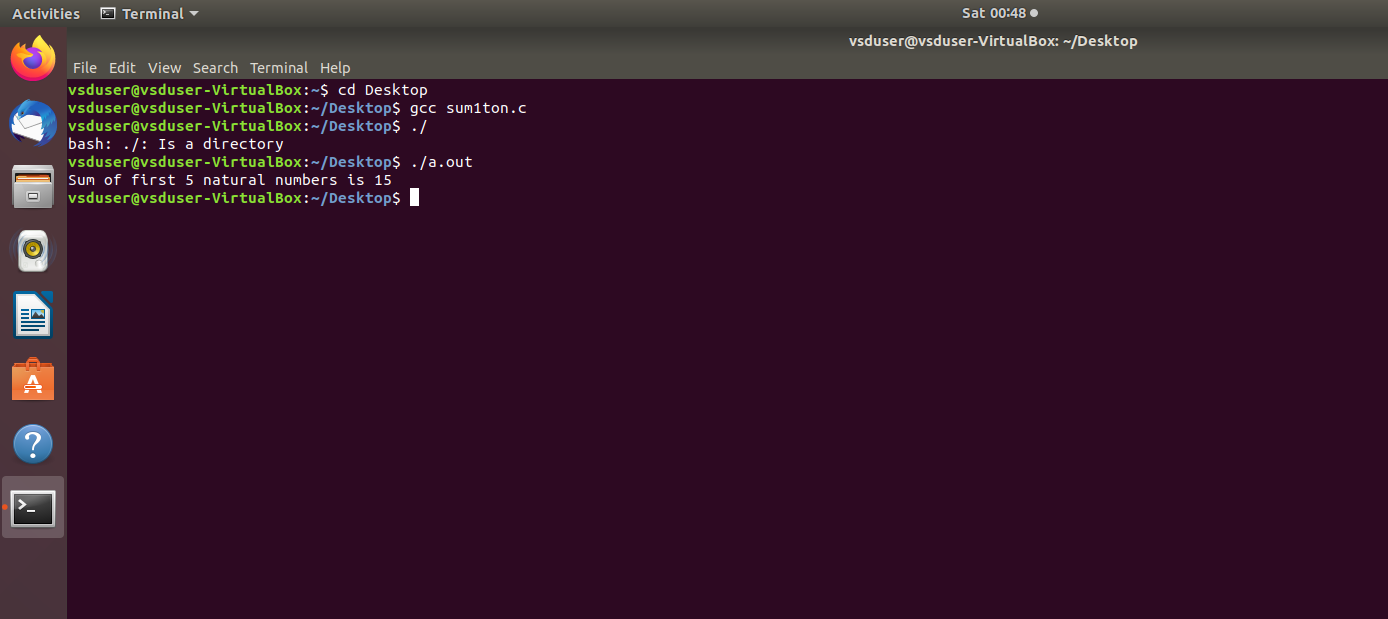 Activities Terminal Sat 00:48
vsduser@vsduser-VirtualBox: ~/Desktop
File Edit View Search Terminal Help
vsduser@vsduser-VirtualBox:~$ cd Desktop
vsduser@vsduser-VirtualBox:~/Desktop$ gcc sum1ton.c
vsduser@vsduser-VirtualBox:~/Desktop$ ./
bash: ./: Is a directory
vsduser@vsduser-VirtualBox:~/Desktop$ ./a.out
Sum of first 5 natural numbers is 15
vsduser@vsduser-VirtualBox:~/Desktop$